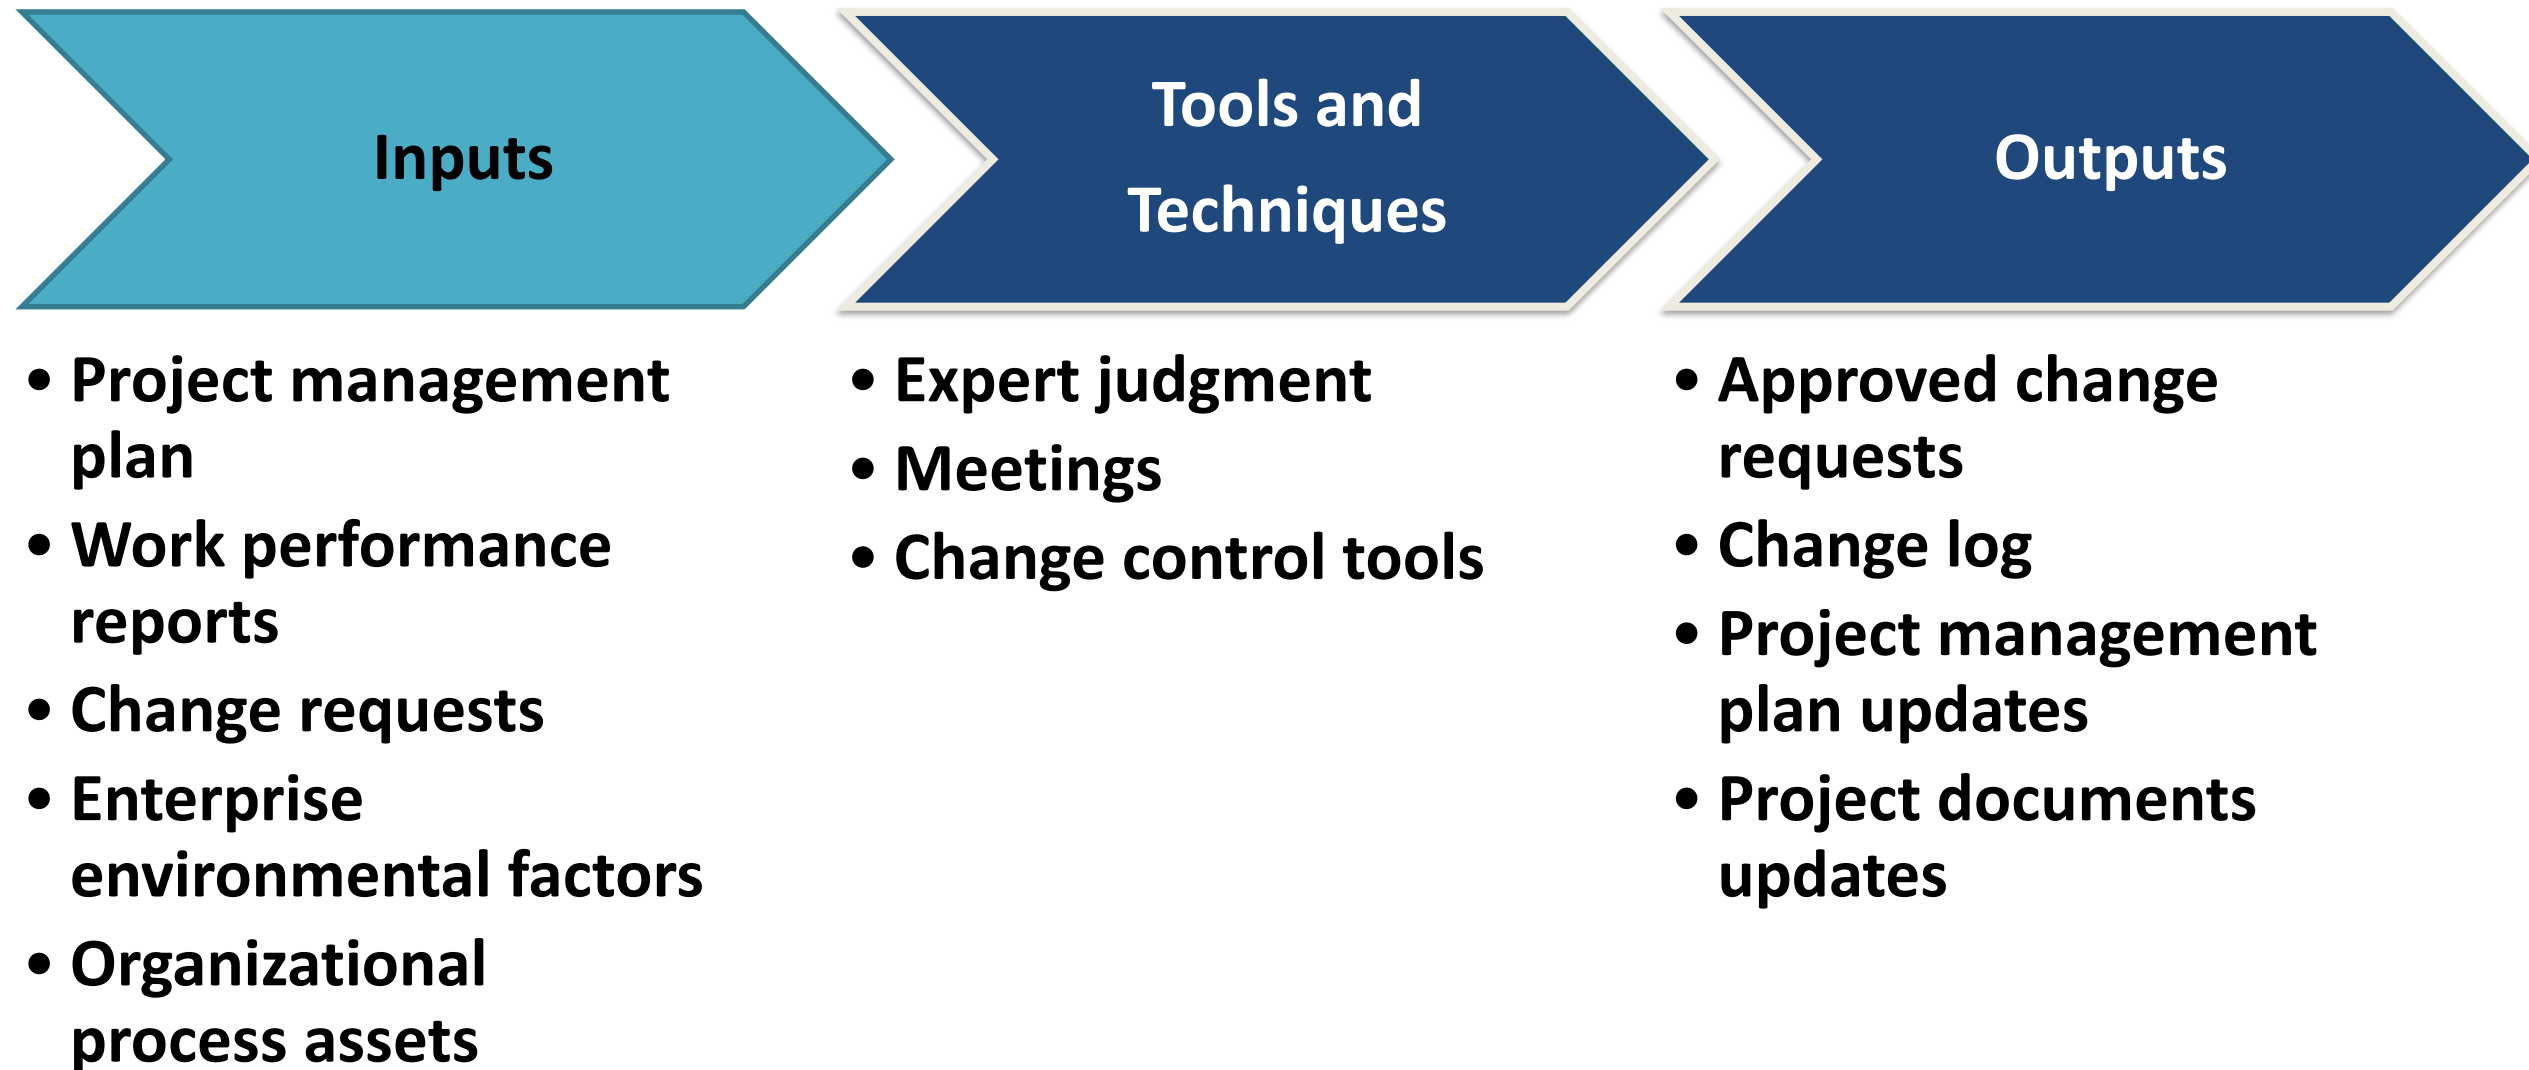 Inputs
• Project management
plan
• Work performance
reports
• Change requests
• Enterprise
environmental factors
• Organizational
process assets
Tools and
Techniques
• Expert judgment
• Meetings
• Change control tools
Outputs
• Approved change
requests
• Change log
• Project management
plan updates
• Project documents
updates